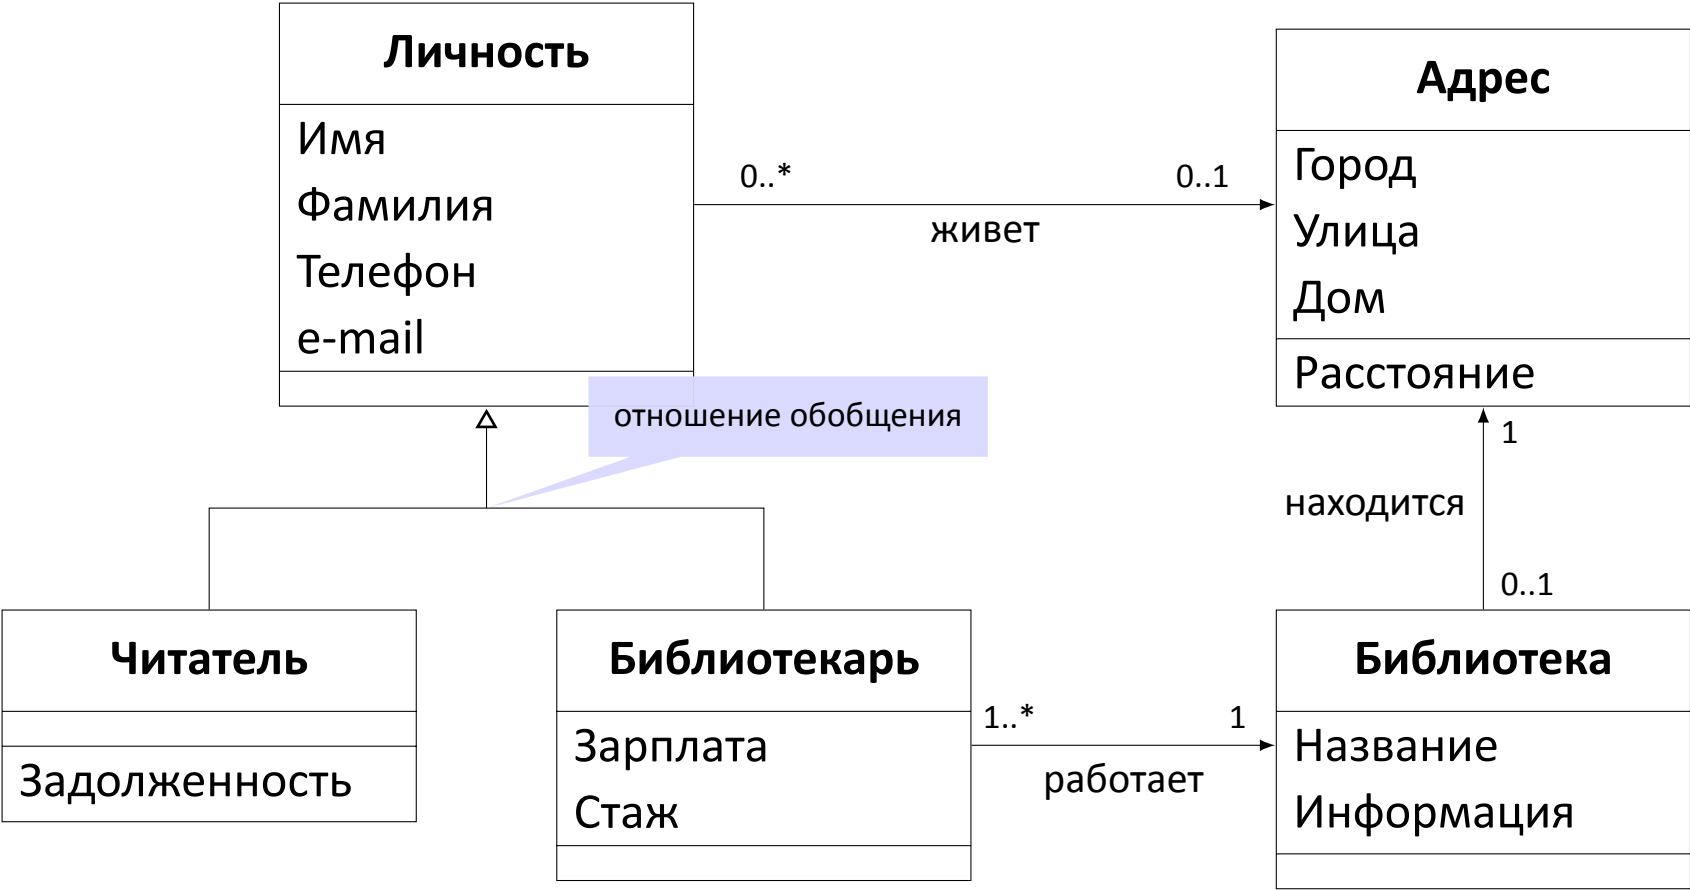 Личность
Имя
Фамилия
Телефон
e-mail
0..*
0..1
живет
Адрес
Город
Улица
Дом
Расстояние
отношение обобщения
1
находится
0..1
Читатель
Задолженность
Библиотекарь
Зарплата
Стаж
1..*
1
работает
Библиотека
Название
Информация